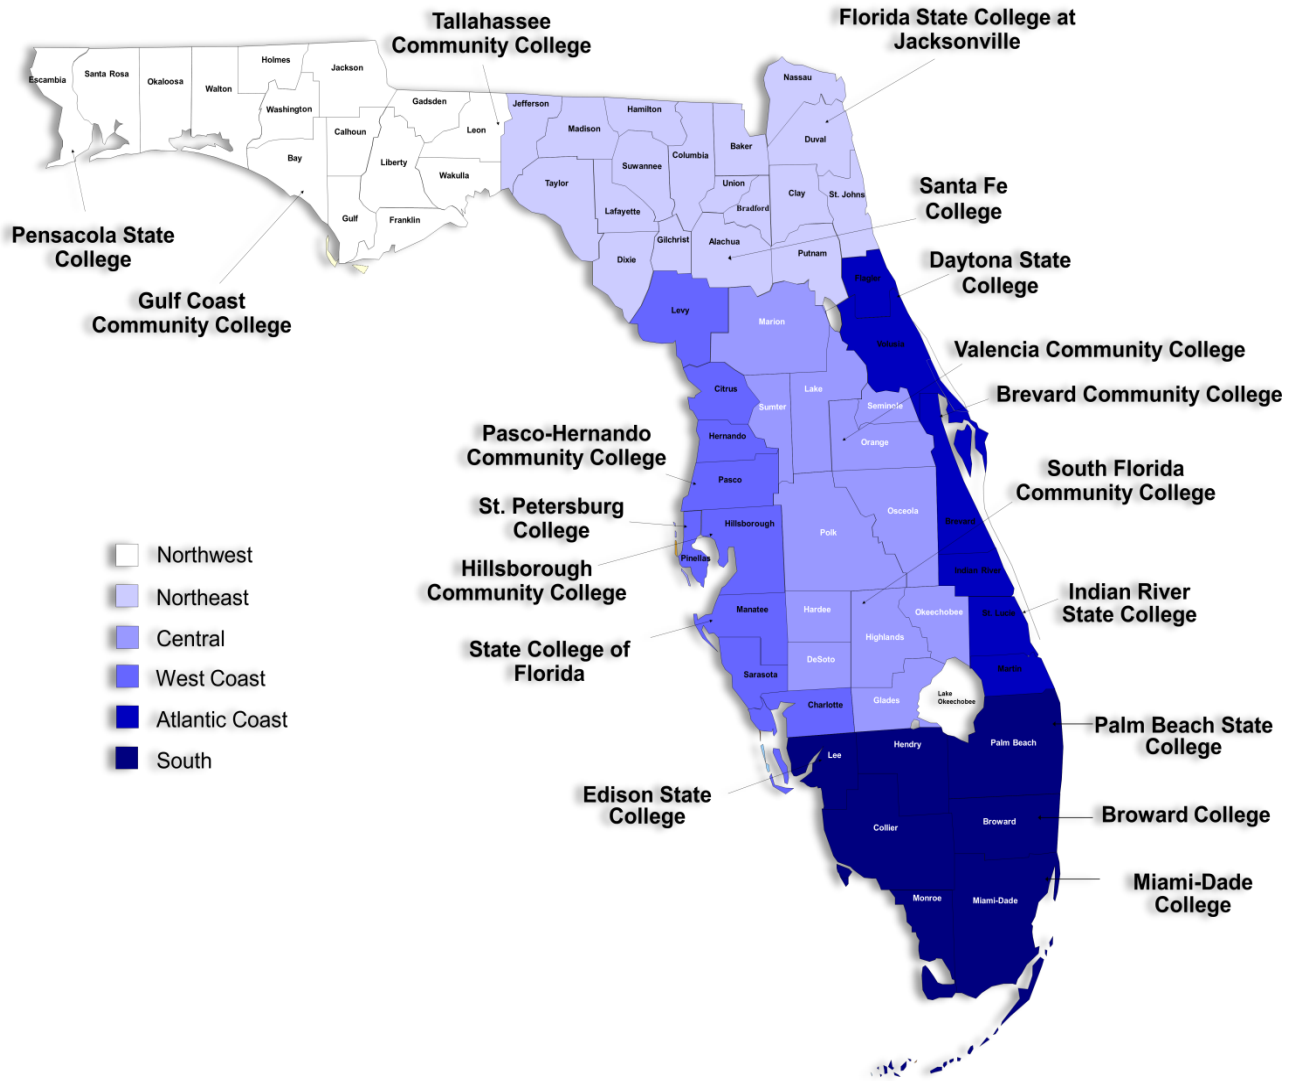 Tallahassee
Community College
Florida State College at
Jacksonville
Pensacola State
College
Gulf Coast
Community College
Santa Fe
College
Daytona State
College
Valencia Community College
Brevard Community College
Pasco-Hernando
Community College
South Florida
Community College
St. Petersburg
College
Hillsborough
Community College
Indian River
State College
State College of
Florida
Palm Beach State
College
Edison State
College
Broward College
Miami-Dade
College
Northwest
Northeast
Central
West Coast
Atlantic Coast
South
Escambia
Santa Rosa
Okaloosa
Walton
Holmes
Jackson
Washington
Bay
Calhoun
Gulf
Liberty
Gadsden
Leon
Wakulla
Franklin
Jefferson
Madison
Hamilton
Taylor
Suwannee
Lafayette
Columbia
Baker
Nassau
Duval
Union
Bradford
Clay
St. Johns
Gilchrist
Alachua
Putnam
Dixie
Levy
Marion
Flagler
Volusia
Citrus
Sumter
Lake
Seminole
Orange
Hernando
Pasco
Hillsborough
Pinellas
Polk
Osceola
Brevard
Indian River
Manatee
Hardee
Highlands
Okeechobee
St. Lucie
Sarasota
DeSoto
Martin
Charlotte
Glades
Lake
Okeechobee
Lee
Hendry
Palm Beach
Collier
Broward
Monroe
Miami-Dade